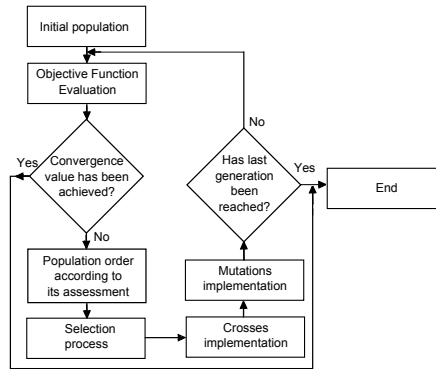 Initial population
Objective Function
Evaluation
Yes
Convergence
value has been
achieved?
No
Population order
according to
its assessment
Selection
process
Crosses
implementation
Mutations
implementation
Has last
generation
been
reached?
No
Yes
End